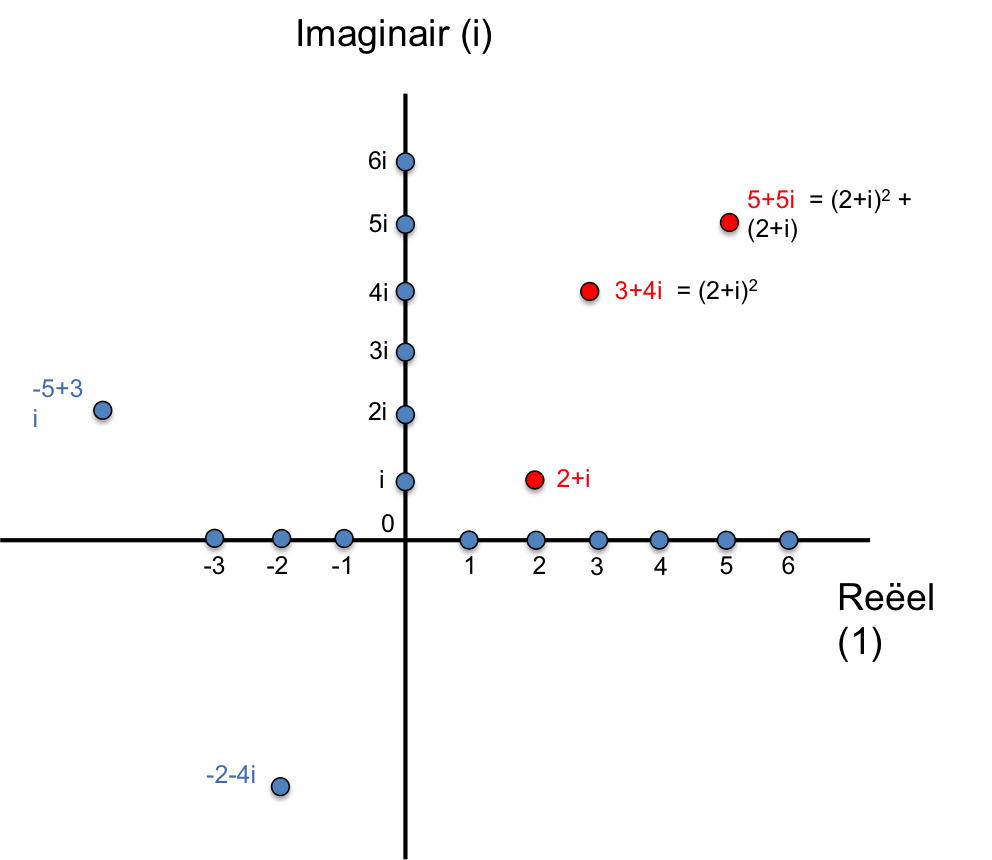 Imaginair (i)
6i
5+5i = (2+i)² +
(2+i)
5i
4i
3+4i = (2+i)²
3i
-5+3
i
2i
i
2+i
0
-3 -2 -1 1 2 3 4 5 6
Reëel
(1)
-2-4i